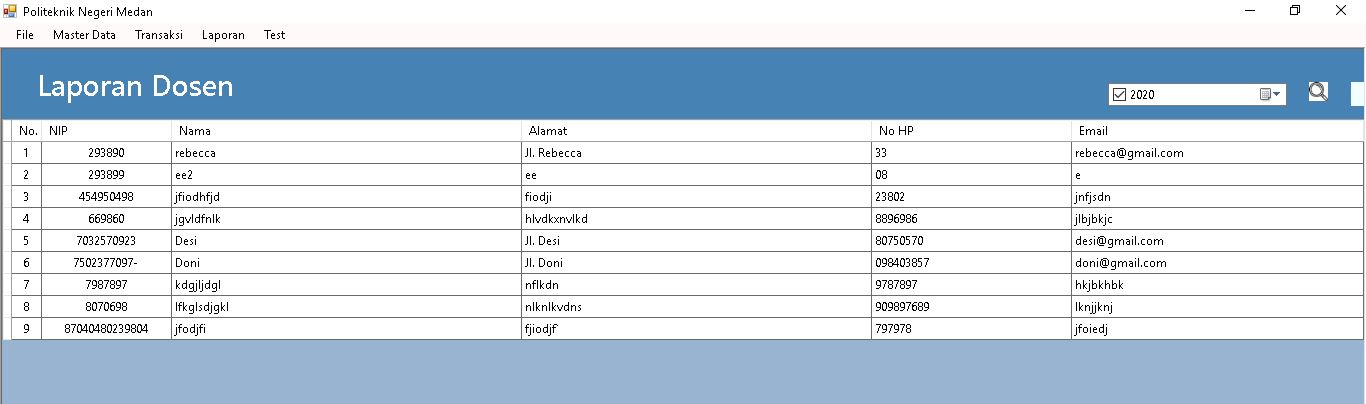 Politeknik Negeri Medan
File Master Data Transaksi Laporan Test
Laporan Dosen
2020
No. NIP Nama Alamat No HP Email
1 293890 rebecca Jl. Rebecca 33 rebecca@gmail.com
2 293899 ee2 ee 08 e
3 454950498 jfiodhfjd fiodji 23802 jnfjsdn
4 669860 jgvldfnlk hlvdkxnvlkd 8896986 jlbjbkjc
5 7032570923 Desi Jl. Desi 80750570 desi@gmail.com
6 7502377097- Doni Jl. Doni 098403857 doni@gmail.com
7 7987897 kdgjljdgl nflkdn 9787897 hkjbkhbk
8 8070698 lfkglsdjgkl nlknlkvdns 909897689 lknjjknj
9 87040480239804 jfodjfi fjiodjf 797978 jfoiedj